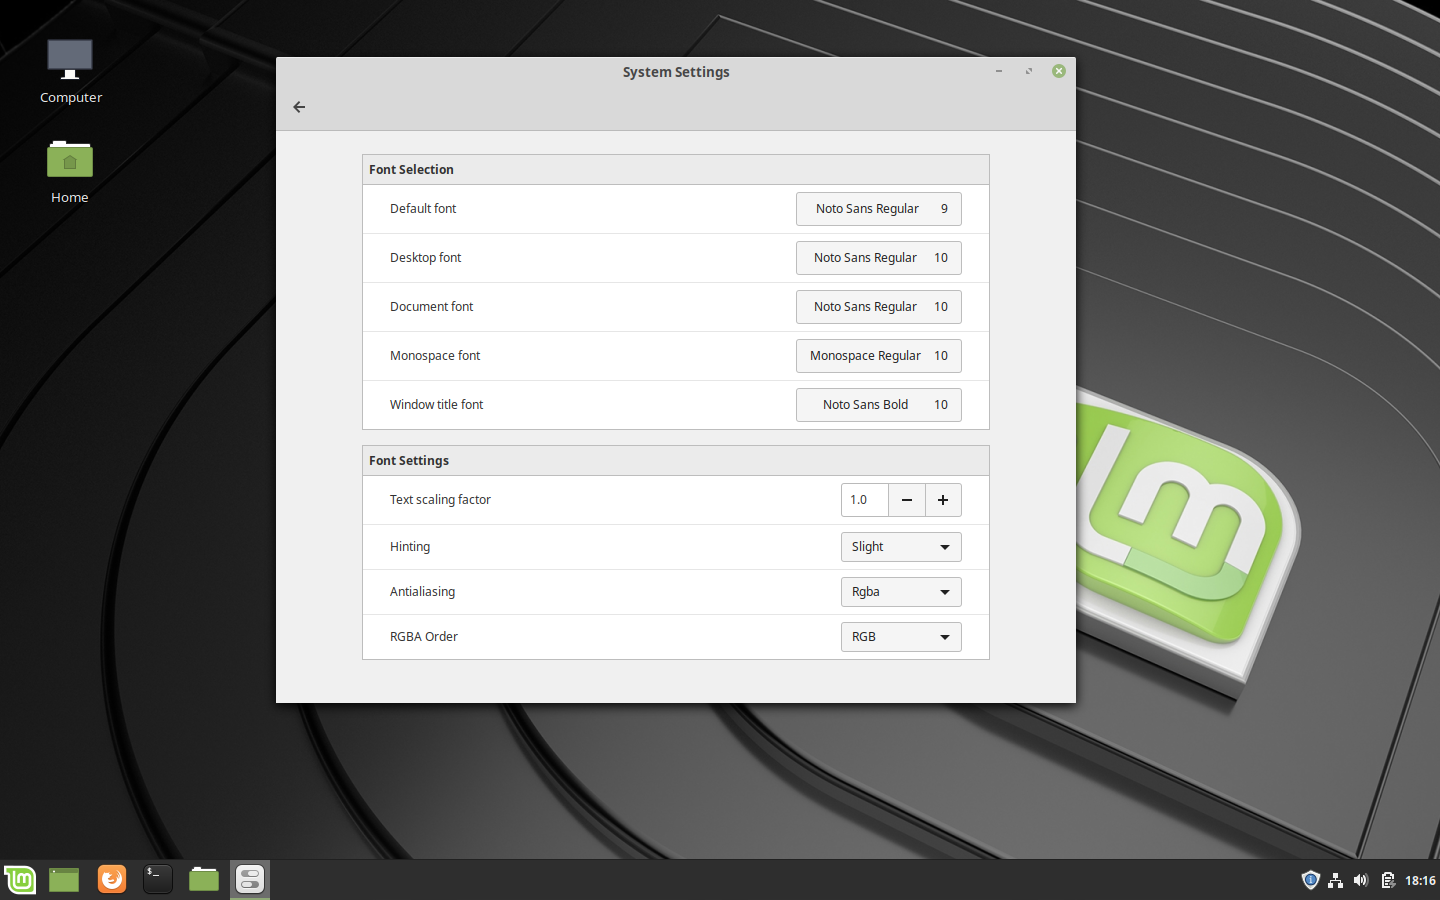 System Settings
Computer
Home
Font Selection
Default font Noto Sans Regular 9
Desktop font Noto Sans Regular 10
Document font Noto Sans Regular 10
Monospace font Monospace Regular 10
Window title font Noto Sans Bold 10
Font Settings
Text scaling factor 1.0
Hinting Slight
Antialiasing Rgba
RGBA Order RGB
$_
18:16